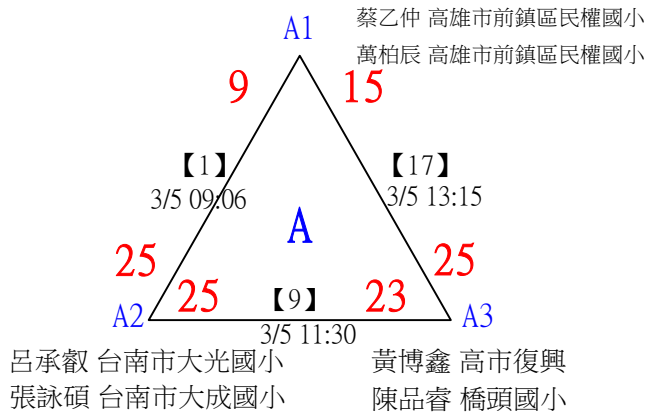 A1 蔡乙仲 高雄市前鎮區民權國小
萬柏辰 高雄市前鎮區民權國小
9 15
【1】 【17】
3/5 09:06 3/5 13:15
A
25 25
25 【9】 23
A2 A3
3/5 11:30
呂承叡 台南市大光國小 黃博鑫 高市復興
張詠碩 台南市大成國小 陳品睿 橋頭國小